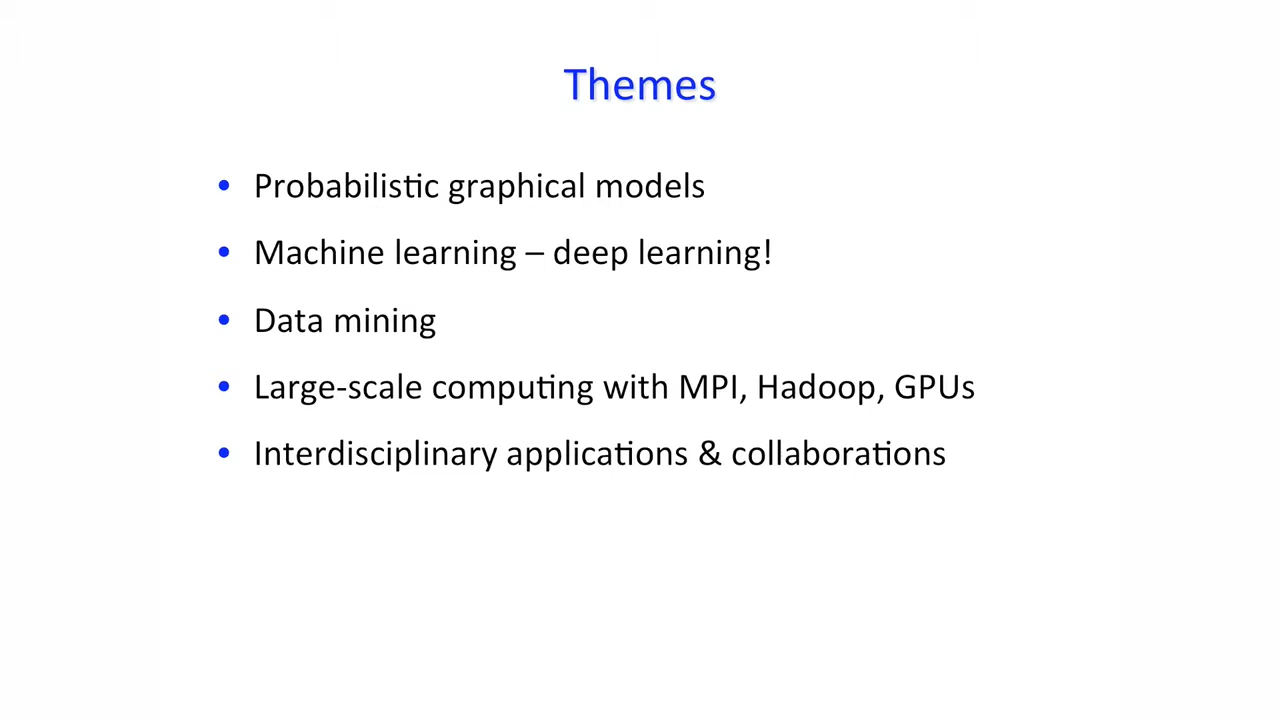 Themes
• Probabilistic graphical models
• Machine learning – deep learning!
• Data mining
• Large-scale computing with MPI, Hadoop, GPUs
• Interdisciplinary applications & collaborations